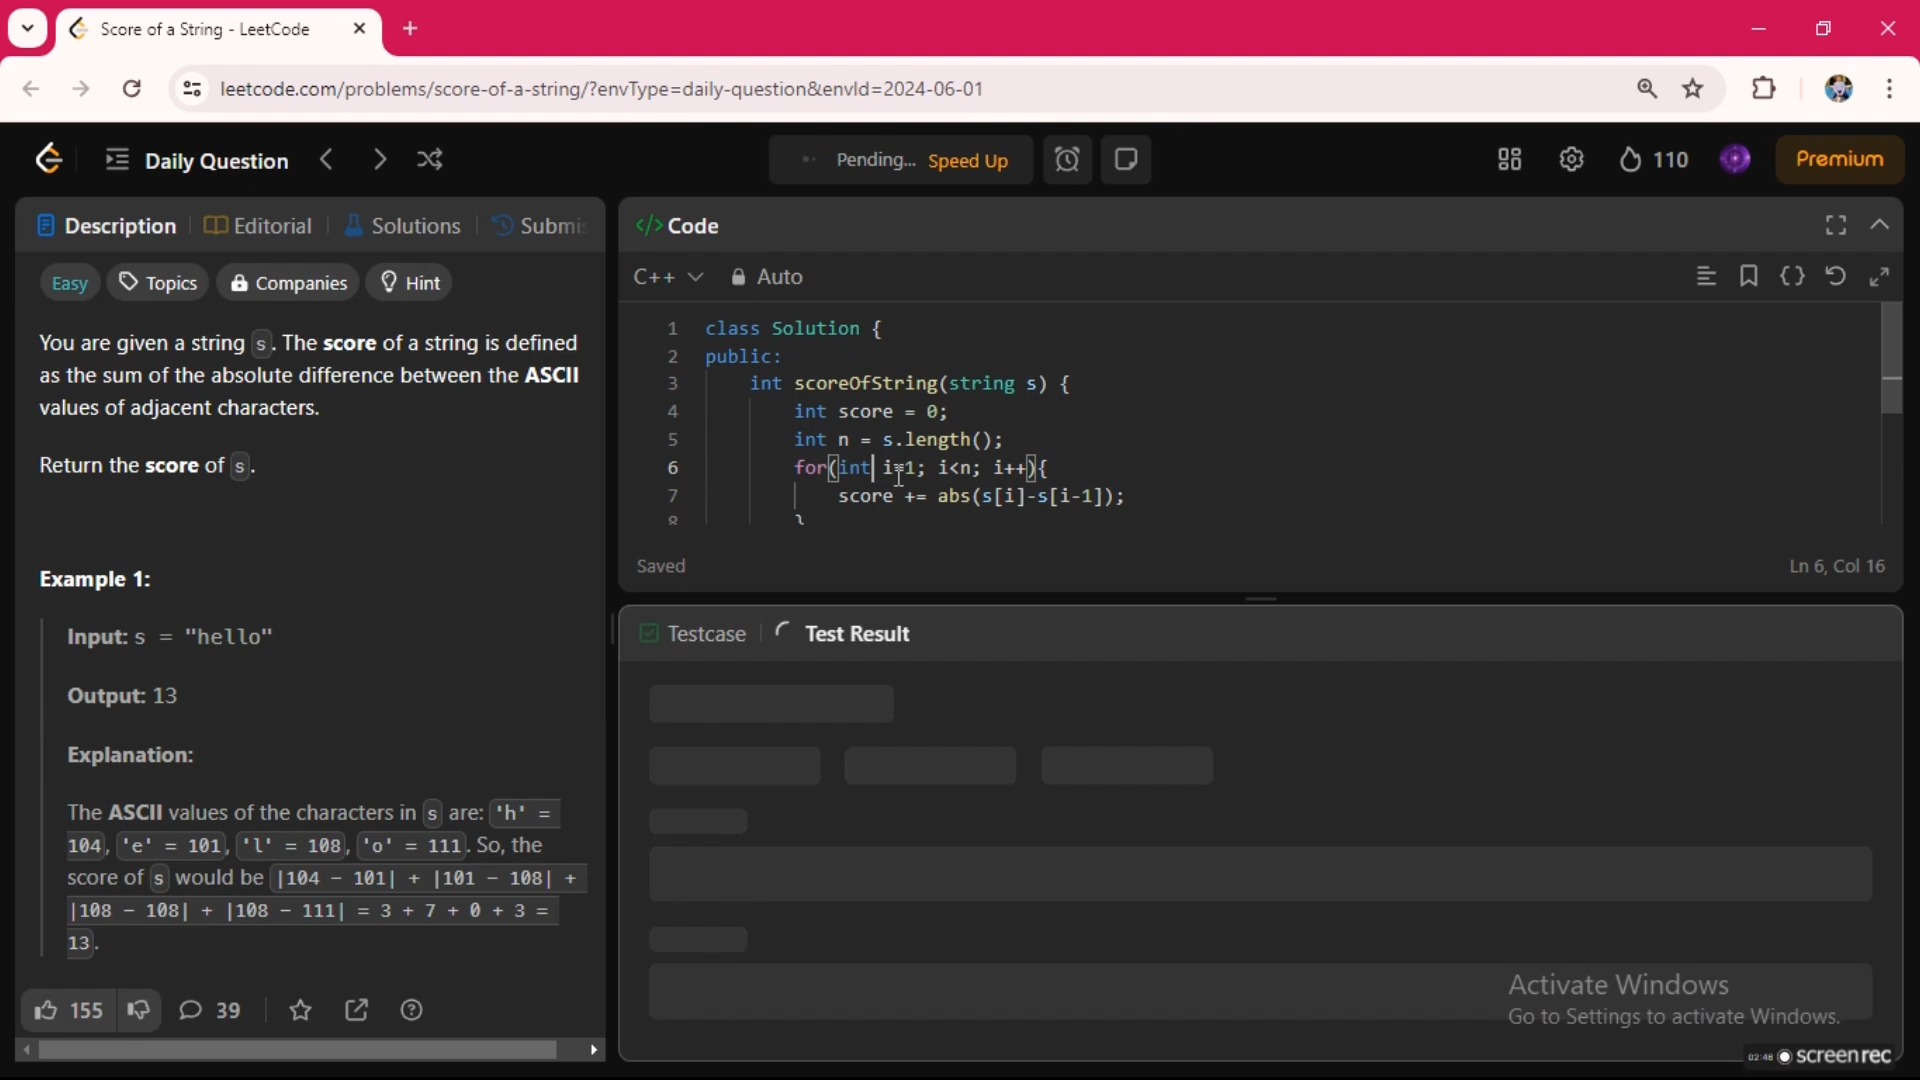 Score of a String - LeetCode
leetcode.com/problems/score-of-a-string/?envType=daily-question&envId=2024-06-01
Daily Question
Pending... Speed Up
110
Premium
Description
Editorial
Solutions
Submis
Easy
Topics
Companies
Hint
You are given a string s. The score of a string is defined
as the sum of the absolute difference between the ASCII
values of adjacent characters.
Return the score of s.
Example 1:
Input: s = "hello"
Output: 13
Explanation:
The ASCII values of the characters in s are: 'h' =
104, 'e' = 101, 'l' = 108, 'o' = 111. So, the
score of s would be |104 - 101| + |101 - 108| +
|108 - 108| + |108 - 111| = 3 + 7 + 0 + 3 =
13.
155
39
</> Code
C++ Auto
1 class Solution {
2 public:
3 int scoreOfString(string s) {
4 int score = 0;
5 int n = s.length();
6 for(int i=1; i<n; i++){
7 score += abs(s[i]-s[i-1]);
8 }
Saved
Ln 6, Col 16
Testcase
Test Result
Activate Windows
Go to Settings to activate Windows.
02:48 screenrec